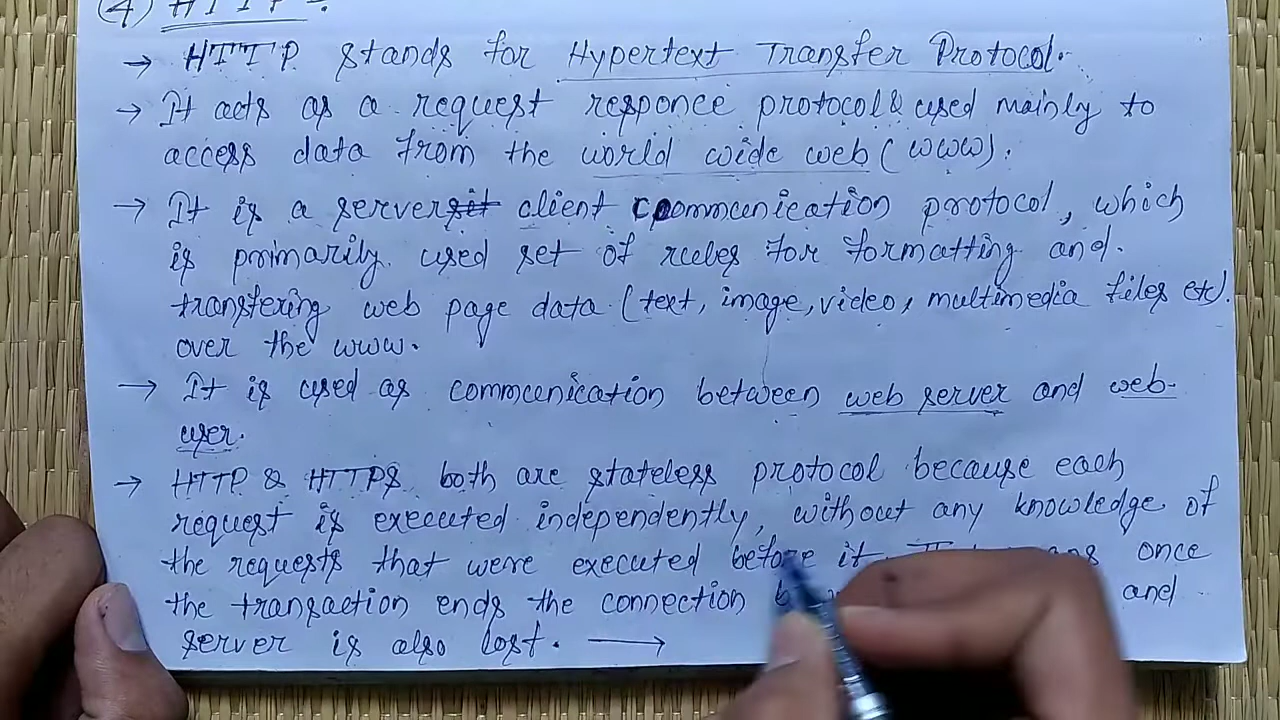 (4) HTTP :
→ HTTP stands for Hypertext Transfer Protocol.
→ It acts as a request responce protocol & used mainly to
access data from the world wide web (www).
→ It is a server client communication protocol, which
is primarily used set of rules for formatting and.
transfering web page data (text, image, video, multimedia files etc).
over the www.
→ It is used as communication between web server and web-
user.
→ HTTP & HTTPS both are stateless protocol because each
request is executed independently, without any knowledge of
the requests that were executed before it. once
the transaction ends the connection and
server is also lost. →